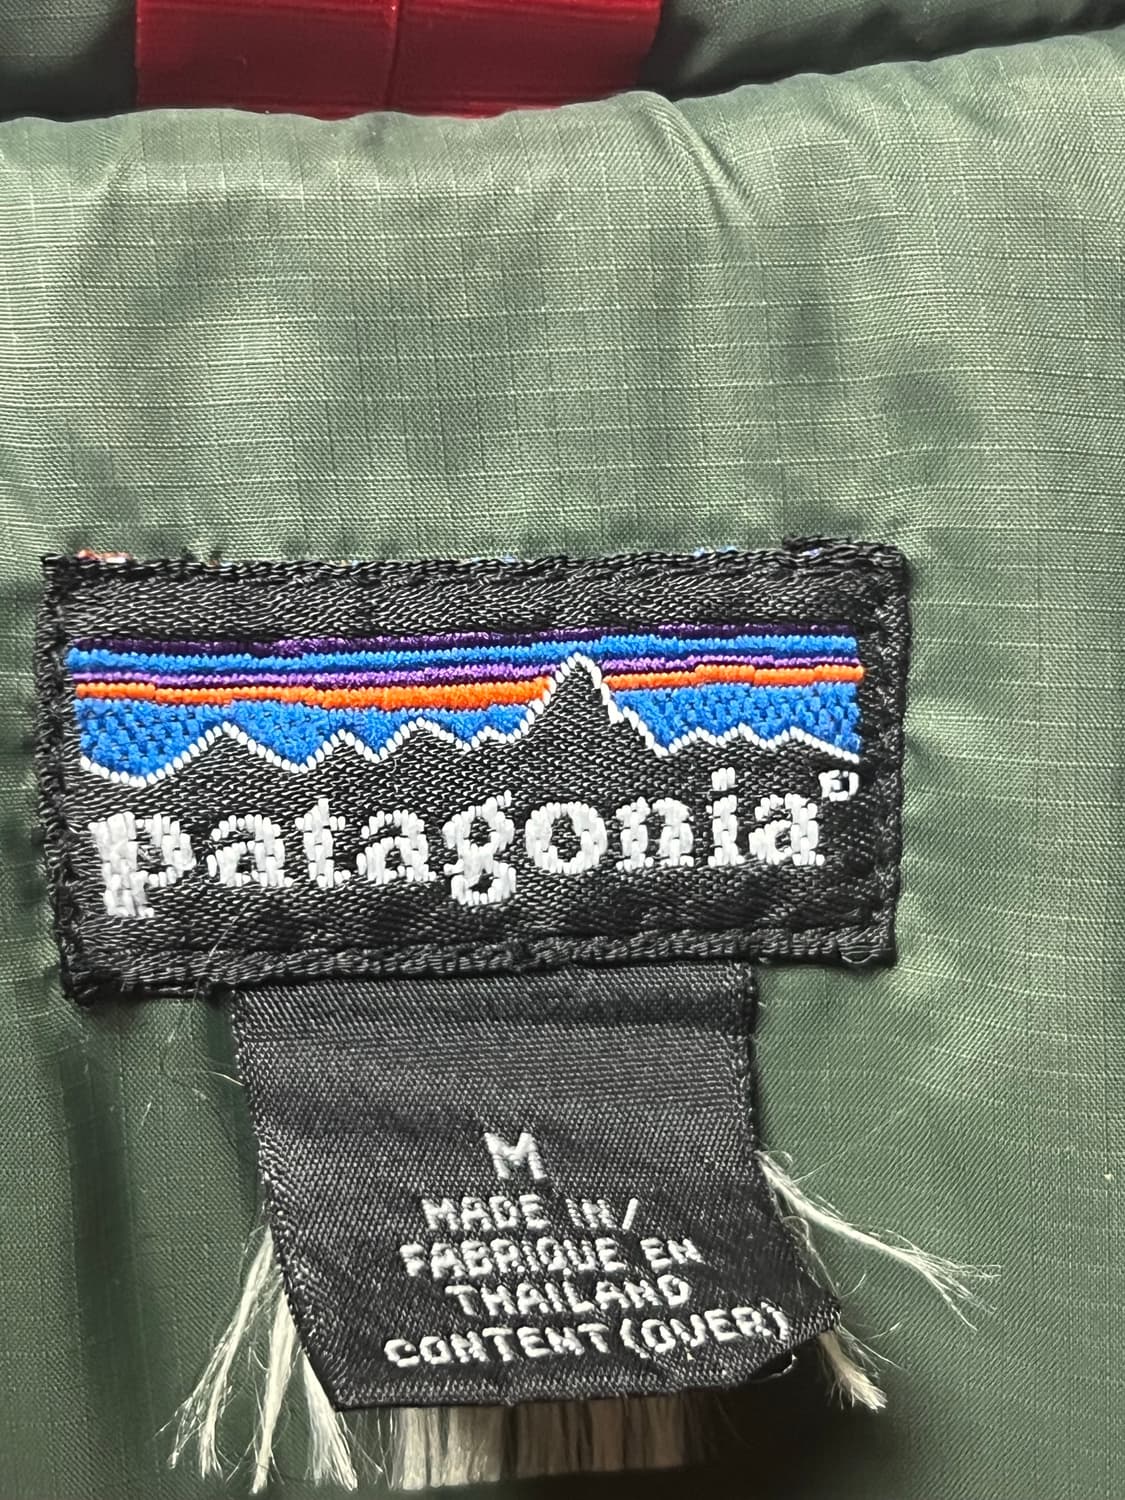 patagonia®
M
MADE IN/
FABRIQUE EN
THAILAND
CONTENT (OVER)